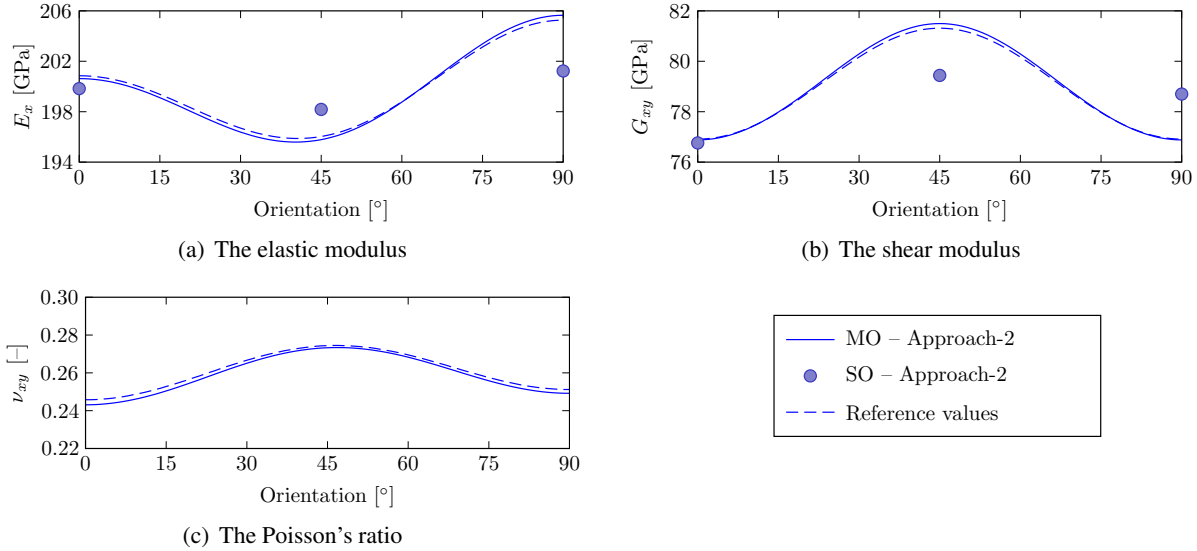 206
202
198
194
E_x [GPa]
0 15 30 45 60 75 90
Orientation [°]
(a) The elastic modulus
82
80
78
76
G_xy [GPa]
0 15 30 45 60 75 90
Orientation [°]
(b) The shear modulus
0.30
0.28
0.26
0.24
0.22
ν_xy [–]
0 15 30 45 60 75 90
Orientation [°]
(c) The Poisson's ratio
MO – Approach-2
SO – Approach-2
Reference values